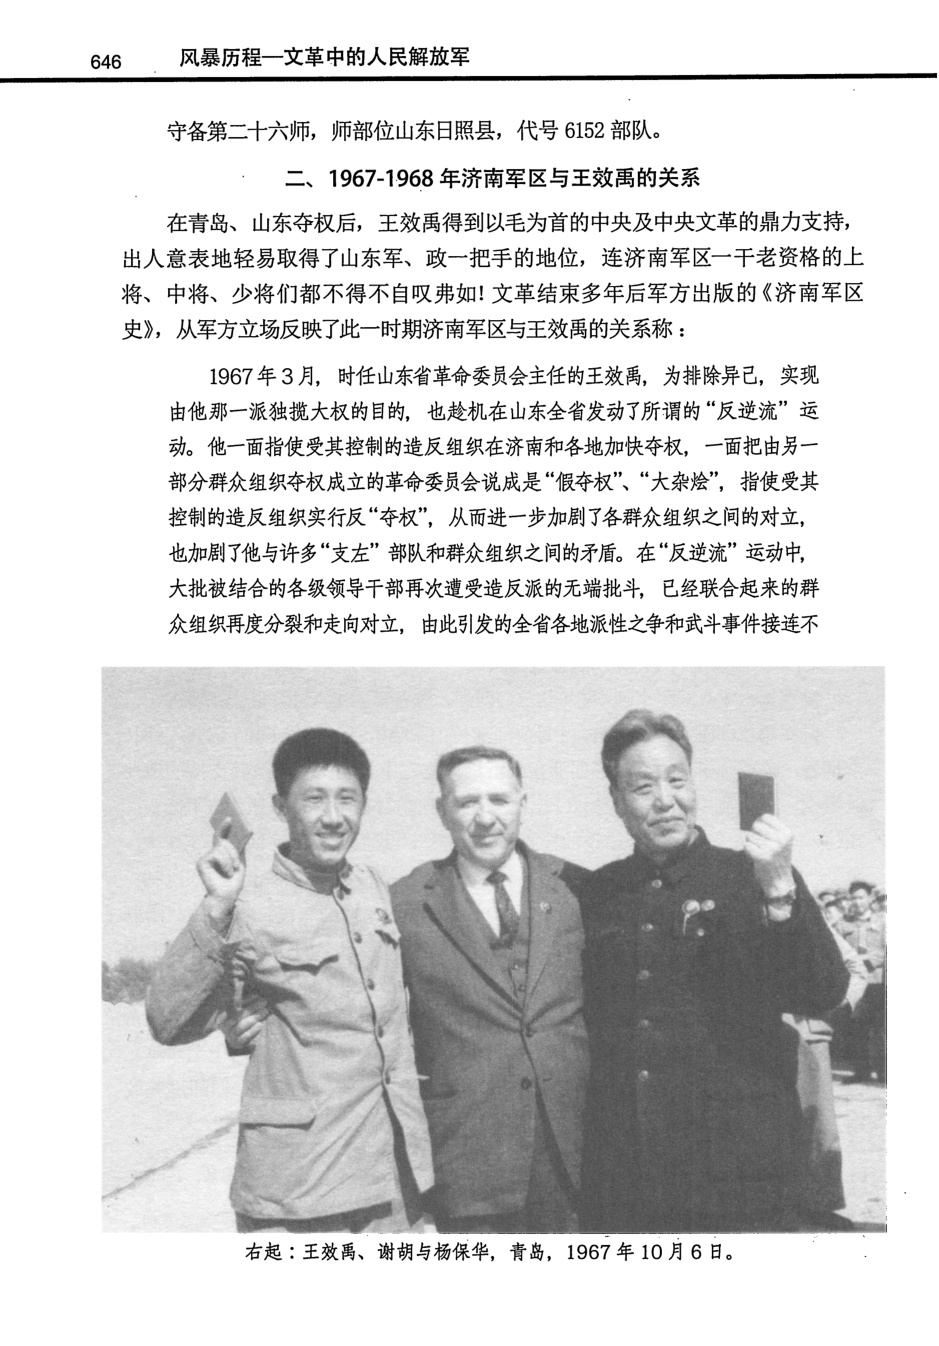 646 风暴历程—文革中的人民解放军
守备第二十六师，师部位山东日照县，代号 6152 部队。
二、1967-1968 年济南军区与王效禹的关系
在青岛、山东夺权后，王效禹得到以毛为首的中央及中央文革的鼎力支持，
出人意表地轻易取得了山东军、政一把手的地位，连济南军区一干老资格的上
将、中将、少将们都不得不自叹弗如！文革结束多年后军方出版的《济南军区
史》，从军方立场反映了此一时期济南军区与王效禹的关系称：
1967 年 3 月，时任山东省革命委员会主任的王效禹，为排除异己，实现
由他那一派独揽大权的目的，也趁机在山东全省发动了所谓的“反逆流”运
动。他一面指使受其控制的造反组织在济南和各地加快夺权，一面把由另一
部分群众组织夺权成立的革命委员会说成是“假夺权”、“大杂烩”，指使受其
控制的造反组织实行反“夺权”，从而进一步加剧了各群众组织之间的对立，
也加剧了他与许多“支左”部队和群众组织之间的矛盾。在“反逆流”运动中，
大批被结合的各级领导干部再次遭受造反派的无端批斗，已经联合起来的群
众组织再度分裂和走向对立，由此引发的全省各地派性之争和武斗事件接连不
右起：王效禹、谢胡与杨保华，青岛，1967 年 10 月 6 日。